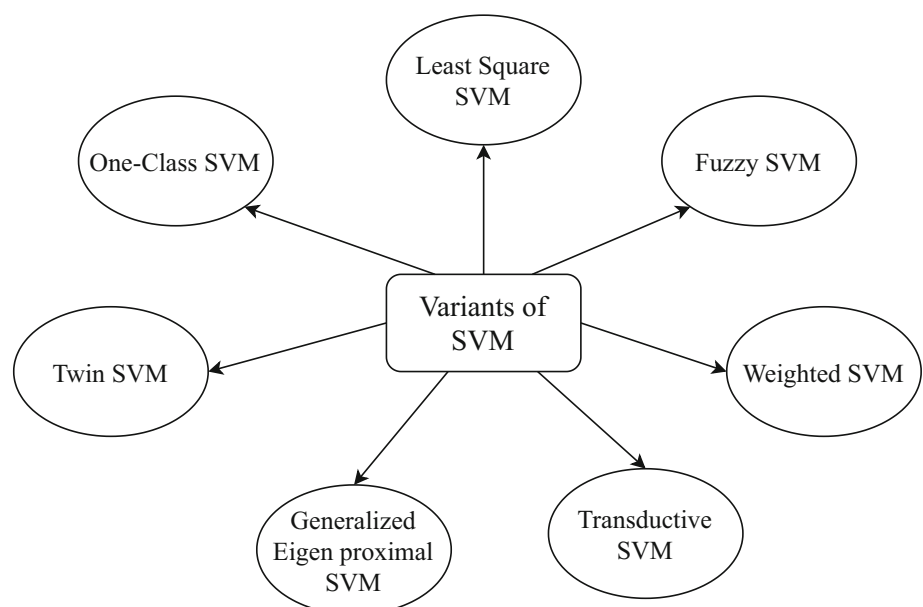 Least Square
SVM
One-Class SVM
Fuzzy SVM
Variants of
SVM
Twin SVM
Weighted SVM
Generalized
Eigen proximal
SVM
Transductive
SVM